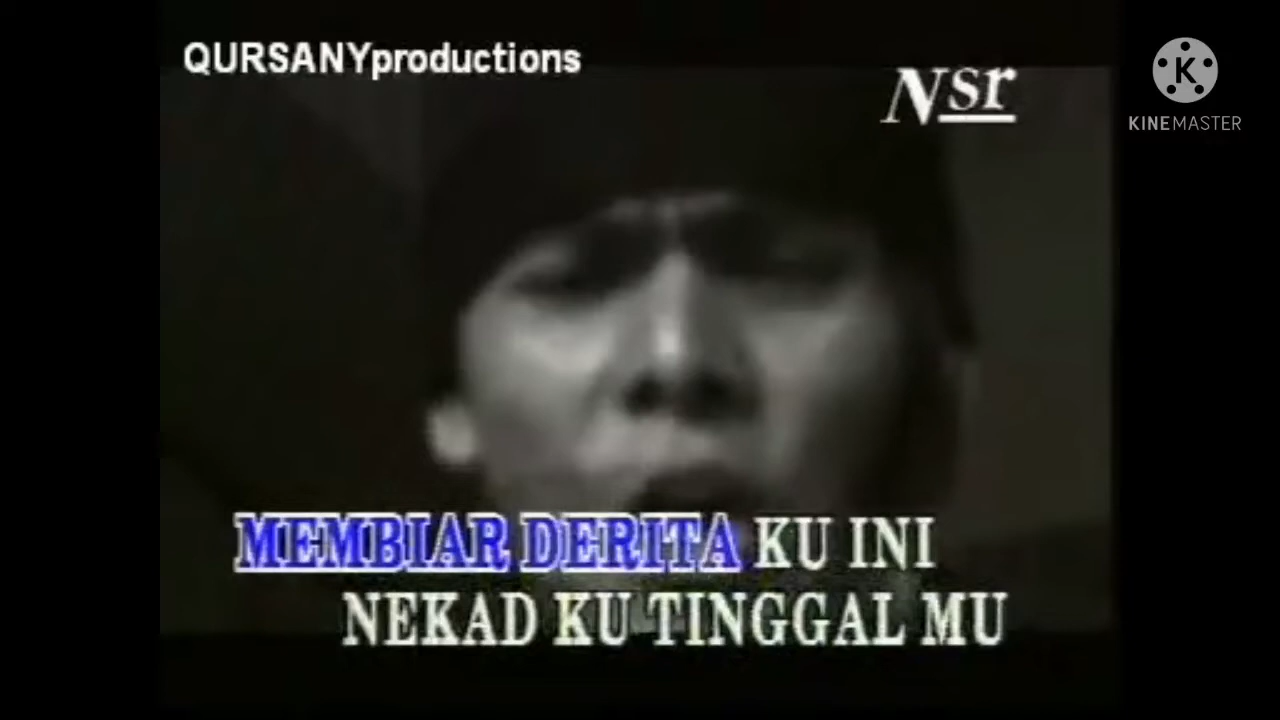 QURSANYproductions
Nsr
K
KINEMASTER
MEMBIAR DERITA KU INI
NEKAD KU TINGGAL MU